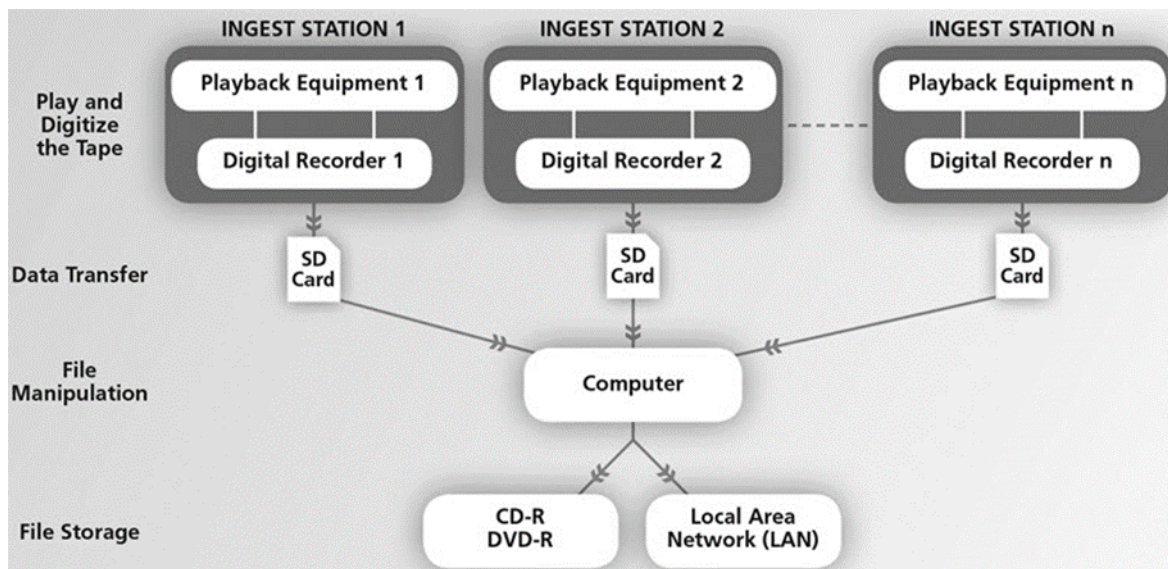 INGEST STATION 1
INGEST STATION 2
INGEST STATION n
Play and
Digitize
the Tape
Playback Equipment 1
Digital Recorder 1
Playback Equipment 2
Digital Recorder 2
Playback Equipment n
Digital Recorder n
Data Transfer
SD
Card
SD
Card
SD
Card
File
Manipulation
Computer
File Storage
CD-R
DVD-R
Local Area
Network (LAN)